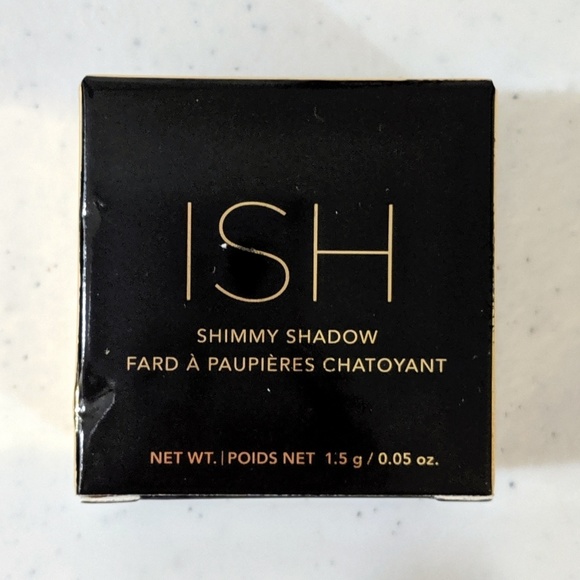 ISH
SHIMMY SHADOW
FARD À PAUPIÈRES CHATOYANT
NET WT. | POIDS NET 1.5 g / 0.05 oz.